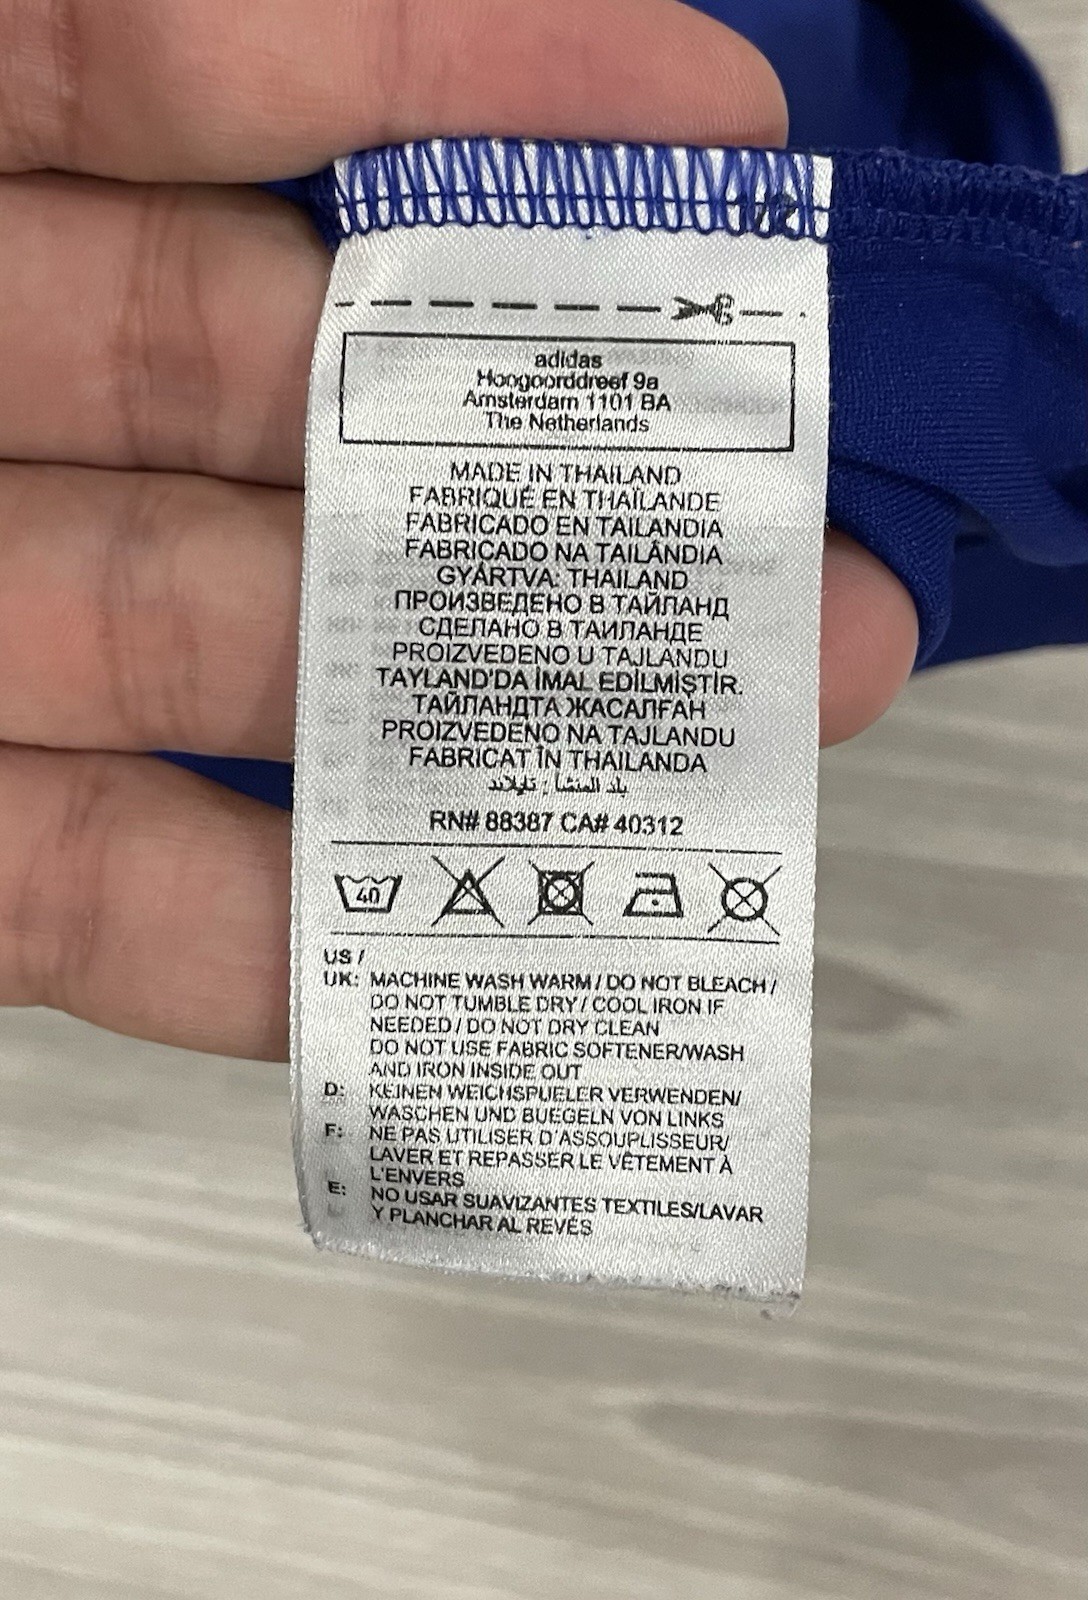 adidas
Hoogoorddreef 9a
Amsterdam 1101 BA
The Netherlands
MADE IN THAILAND
FABRIQUÉ EN THAÏLANDE
FABRICADO EN TAILANDIA
FABRICADO NA TAILÂNDIA
GYÁRTVA: THAILAND
ПРОИЗВЕДЕНО В ТАЙЛАНД
СДЕЛАНО В ТАИЛАНДЕ
PROIZVEDENO U TAJLANDU
TAYLAND'DA İMAL EDİLMİŞTİR.
ТАЙЛАНДТА ЖАСАЛҒАН
PROIZVEDENO NA TAJLANDU
FABRICAT ÎN THAILANDA
بلد المنشأ : تايلاند
RN# 88387 CA# 40312
40
US /
UK: MACHINE WASH WARM / DO NOT BLEACH /
DO NOT TUMBLE DRY / COOL IRON IF
NEEDED / DO NOT DRY CLEAN
DO NOT USE FABRIC SOFTENER/WASH
AND IRON INSIDE OUT
D: KEINEN WEICHSPUELER VERWENDEN/
WASCHEN UND BUEGELN VON LINKS
F: NE PAS UTILISER D'ASSOUPLISSEUR/
LAVER ET REPASSER LE VÊTEMENT À
L'ENVERS
E: NO USAR SUAVIZANTES TEXTILES/LAVAR
Y PLANCHAR AL REVÉS